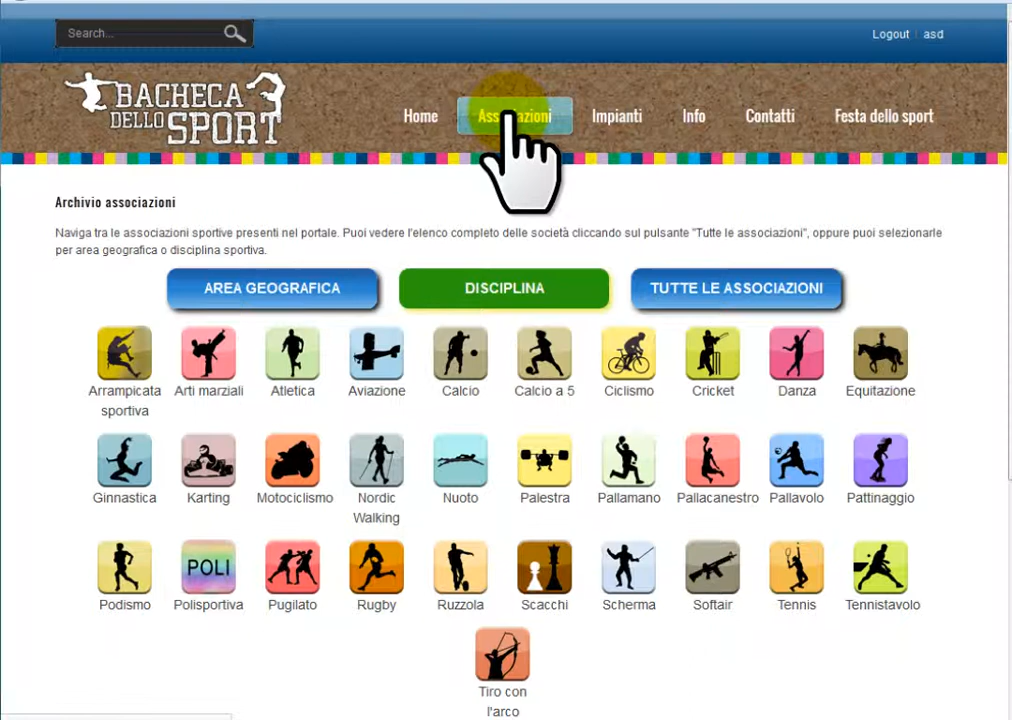 Search...
Logout asd
BACHECA
DELLO SPORT
Home Associazioni Impianti Info Contatti Festa dello sport
Archivio associazioni
Naviga tra le associazioni sportive presenti nel portale. Puoi vedere l'elenco completo delle società cliccando sul pulsante "Tutte le associazioni", oppure puoi selezionarle
per area geografica o disciplina sportiva.
AREA GEOGRAFICA DISCIPLINA TUTTE LE ASSOCIAZIONI
Arrampicata sportiva Arti marziali Atletica Aviazione Calcio Calcio a 5 Ciclismo Cricket Danza Equitazione
Ginnastica Karting Motociclismo Nordic Walking Nuoto Palestra Pallamano Pallacanestro Pallavolo Pattinaggio
POLI
Podismo Polisportiva Pugilato Rugby Ruzzola Scacchi Scherma Softair Tennis Tennistavolo
Tiro con
l'arco